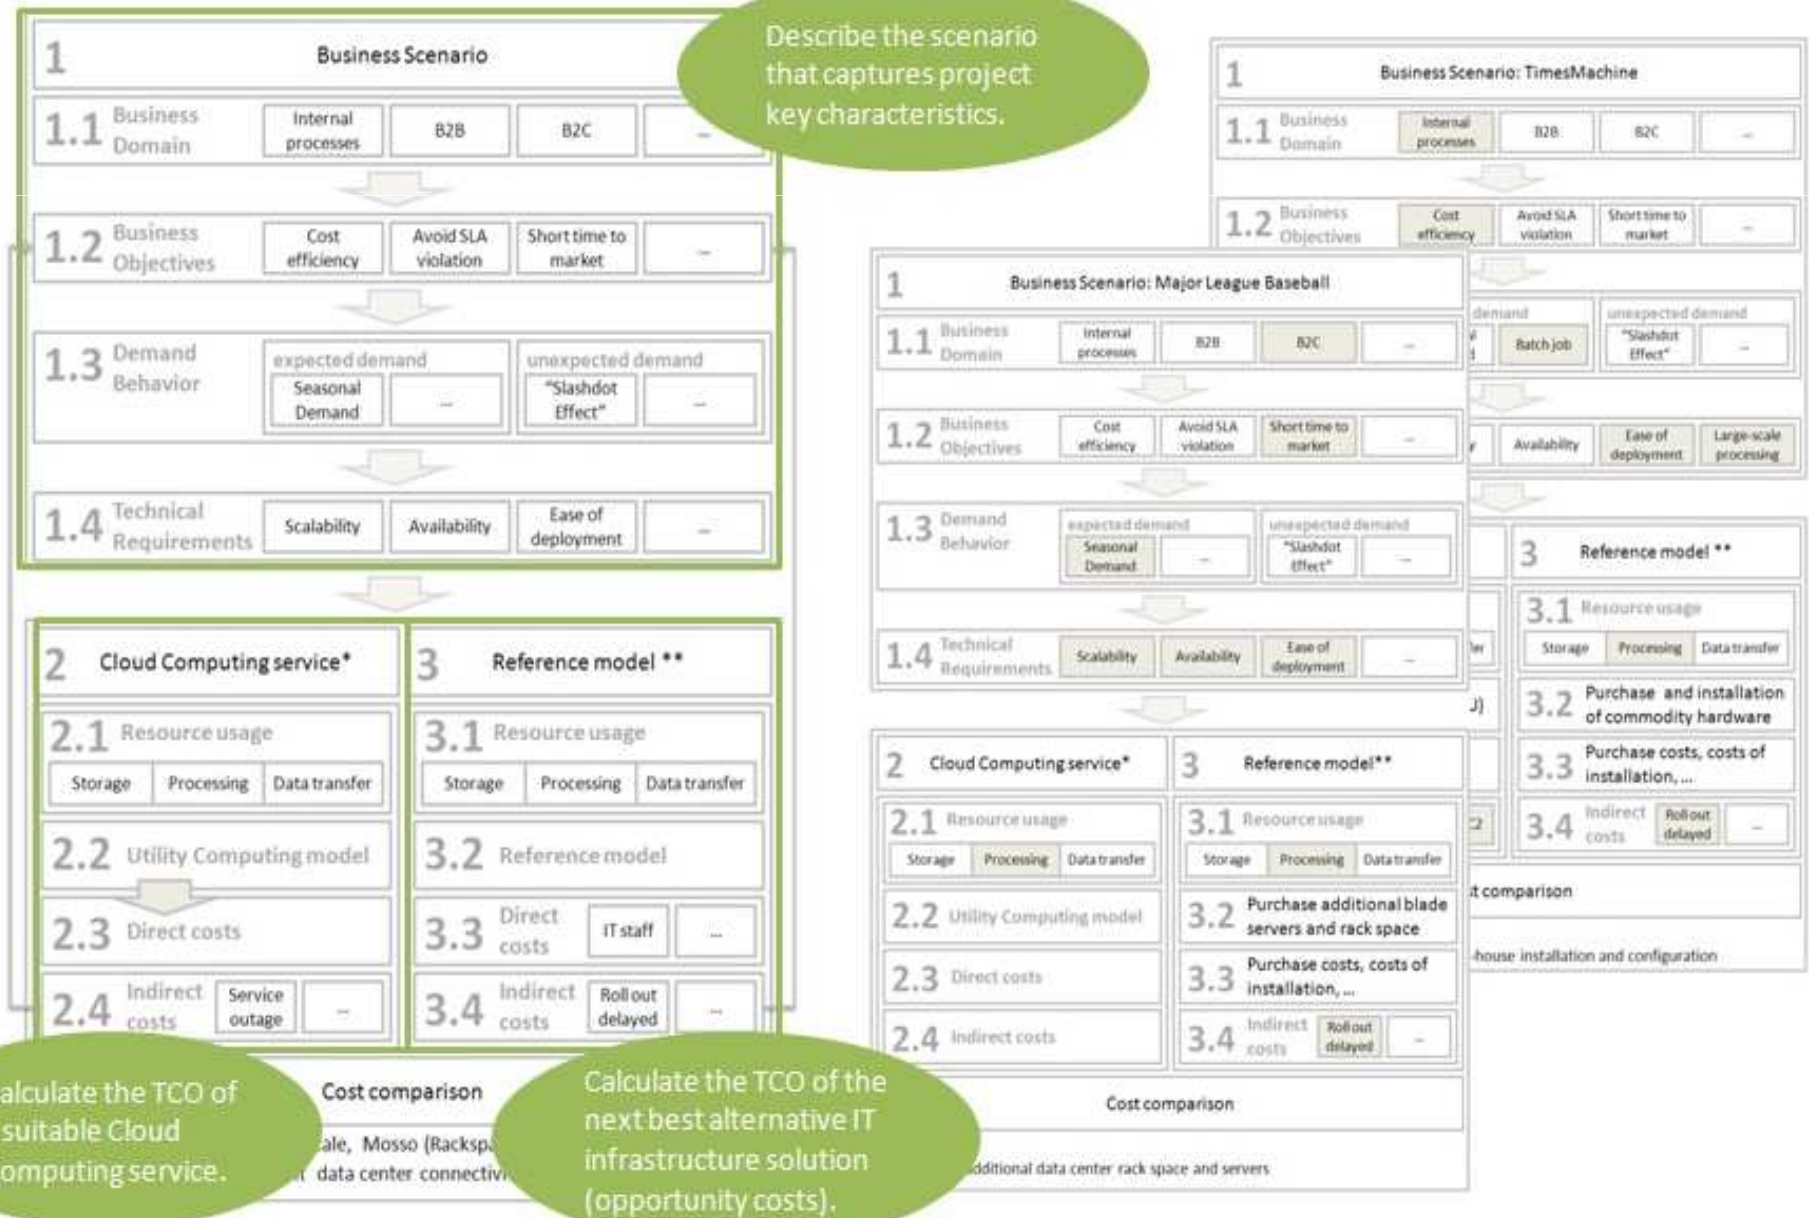 Describe the scenario
that captures project
key characteristics.
1 Business Scenario
1.1 Business
Domain
Internal
processes
B2B
B2C
...
1.2 Business
Objectives
Cost
efficiency
Avoid SLA
violation
Short time to
market
...
1.3 Demand
Behavior
expected demand
Seasonal
Demand
...
unexpected demand
"Slashdot
Effect"
...
1.4 Technical
Requirements
Scalability
Availability
Ease of
deployment
...
2 Cloud Computing service*
2.1 Resource usage
Storage
Processing
Data transfer
2.2 Utility Computing model
2.3 Direct costs
2.4 Indirect
costs
Service
outage
...
3 Reference model **
3.1 Resource usage
Storage
Processing
Data transfer
3.2 Reference model
3.3 Direct
costs
IT staff
...
3.4 Indirect
costs
Roll out
delayed
...
Cost comparison
ale, Mosso (Rackspa
data center connectivi
alculate the TCO of
suitable Cloud
omputing service.
Calculate the TCO of the
next best alternative IT
infrastructure solution
(opportunity costs).
1 Business Scenario: Major League Baseball
1.1 Business
Domain
Internal
processes
B2B
B2C
...
1.2 Business
Objectives
Cost
efficiency
Avoid SLA
violation
Short time to
market
...
1.3 Demand
Behavior
expected demand
Seasonal
Demand
...
unexpected demand
"Slashdot
Effect"
...
1.4 Technical
Requirements
Scalability
Availability
Ease of
deployment
...
2 Cloud Computing service*
2.1 Resource usage
Storage
Processing
Data transfer
2.2 Utility Computing model
2.3 Direct costs
2.4 Indirect costs
3 Reference model**
3.1 Resource usage
Storage
Processing
Data transfer
3.2 Purchase additional blade
servers and rack space
3.3 Purchase costs, costs of
installation, ...
3.4 Indirect
costs
Roll out
delayed
...
Cost comparison
dditional data center rack space and servers
1 Business Scenario: TimesMachine
1.1 Business
Domain
Internal
processes
B2B
B2C
...
1.2 Business
Objectives
Cost
efficiency
Avoid SLA
violation
Short time to
market
...
demand
Batch job
unexpected demand
"Slashdot
Effect"
...
Availability
Ease of
deployment
Large-scale
processing
3 Reference model **
3.1 Resource usage
Storage
Processing
Data transfer
3.2 Purchase and installation
of commodity hardware
3.3 Purchase costs, costs of
installation, ...
3.4 Indirect
costs
Roll out
delayed
...
t comparison
-house installation and configuration